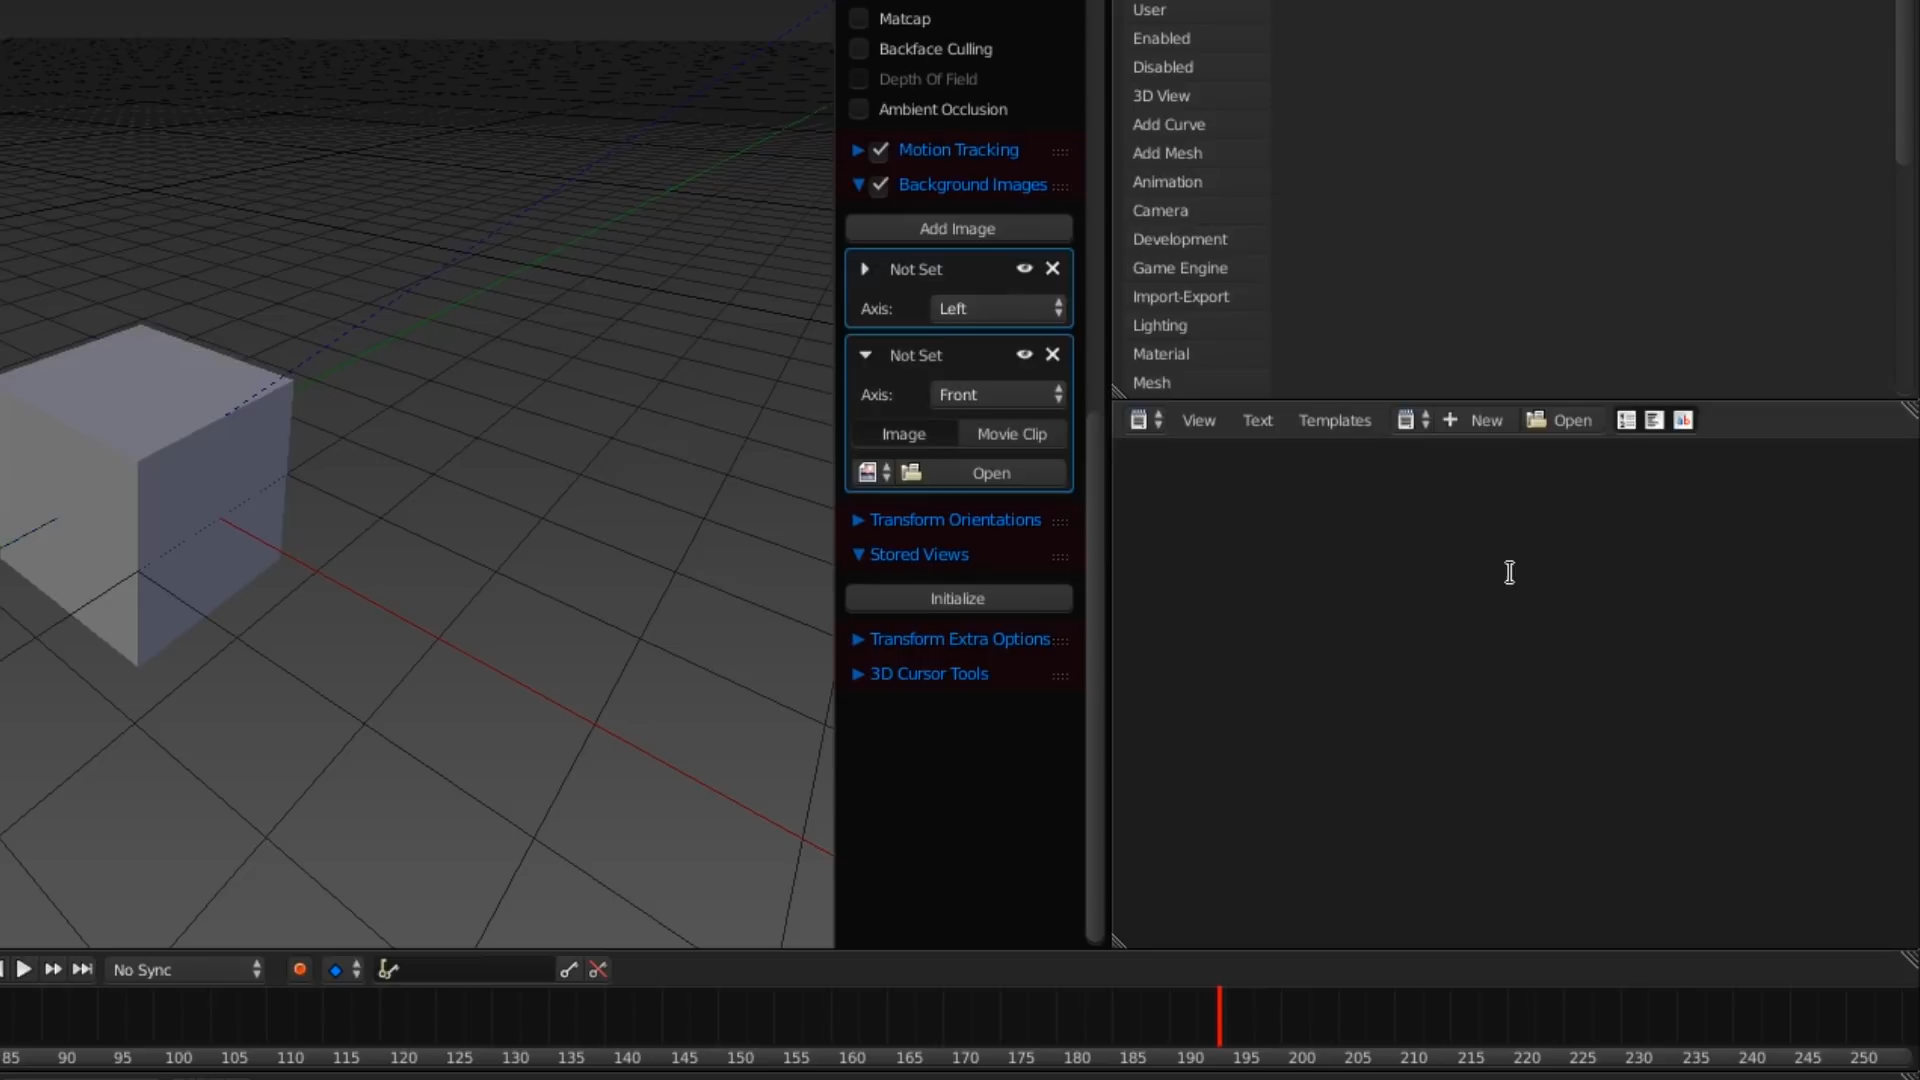 Matcap
Backface Culling
Depth Of Field
Ambient Occlusion
Motion Tracking
Background Images
Add Image
Not Set
Axis: Left
Not Set
Axis: Front
Image Movie Clip
Open
Transform Orientations
Stored Views
Initialize
Transform Extra Options
3D Cursor Tools
User
Enabled
Disabled
3D View
Add Curve
Add Mesh
Animation
Camera
Development
Game Engine
Import-Export
Lighting
Material
Mesh
View Text Templates New Open
No Sync
85 90 95 100 105 110 115 120 125 130 135 140 145 150 155 160 165 170 175 180 185 190 195 200 205 210 215 220 225 230 235 240 245 250